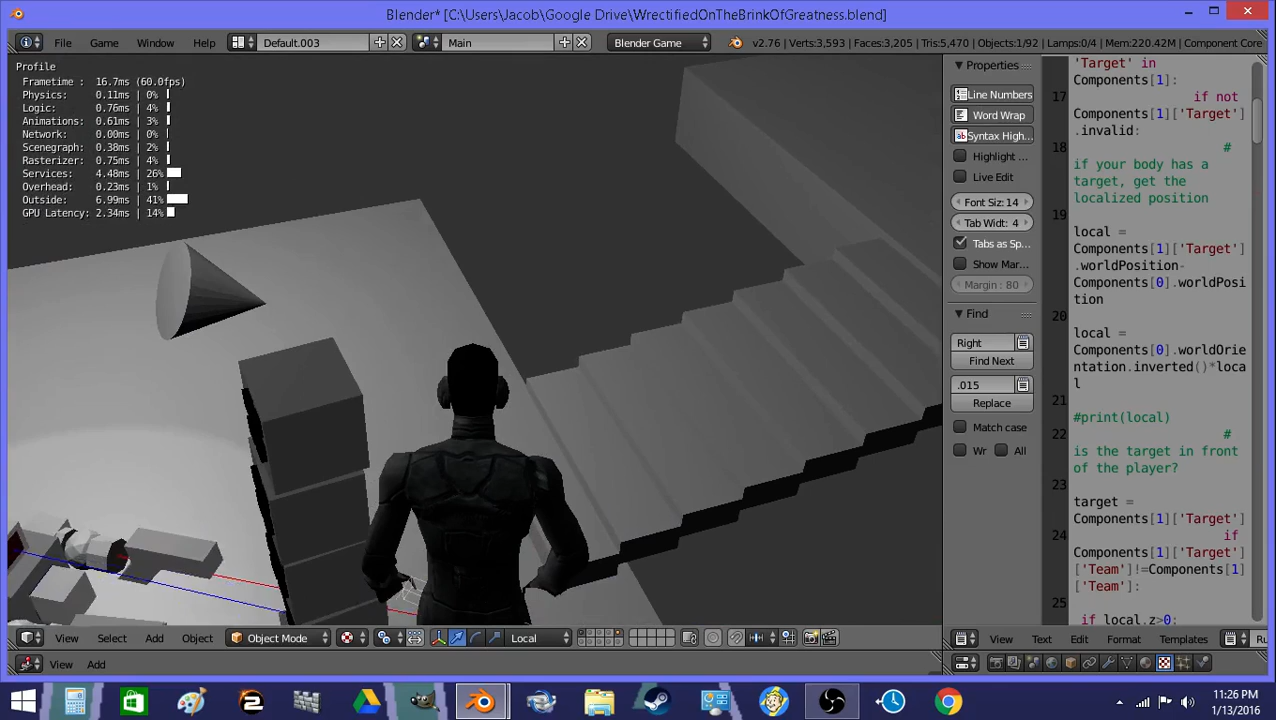 Blender* [C:\Users\Jacob\Google Drive\WrectifiedOnTheBrinkOfGreatness.blend]
File Game Window Help Default.003 Main Blender Game v2.76 | Verts:3,593 | Faces:3,205 | Tris:5,470 | Objects:1/92 | Lamps:0/4 | Mem:220.42M | Component Core
Profile
Frametime : 16.7ms (60.0fps)
Physics: 0.11ms | 0%
Logic: 0.76ms | 4%
Animations: 0.61ms | 3%
Network: 0.00ms | 0%
Scenegraph: 0.38ms | 2%
Rasterizer: 0.75ms | 4%
Services: 4.48ms | 26%
Overhead: 0.23ms | 1%
Outside: 6.99ms | 41%
GPU Latency: 2.34ms | 14%
Properties
Line Numbers
Word Wrap
Syntax High...
Highlight ...
Live Edit
Font Siz: 14
Tab Widt: 4
Tabs as Sp...
Show Mar...
Margin : 80
Find
Right
Find Next
.015
Replace
Match case
Wr All
'Target' in
Components[1]:
17 if not
Components[1]['Target']
.invalid:
18 #
if your body has a
target, get the
localized position
19
local =
Components[1]['Target']
.worldPosition-
Components[0].worldPosi
tion
20
local =
Components[0].worldOrie
ntation.inverted()*loca
l
21
#print(local)
22 #
is the target in front
of the player?
23
target =
Components[1]['Target']
24 if
Components[1]['Target']
['Team']!=Components[1]
['Team']:
25
if local.z>0:
View Select Add Object Object Mode Local
View Text Edit Format Templates Ru
View Add
11:26 PM
1/13/2016